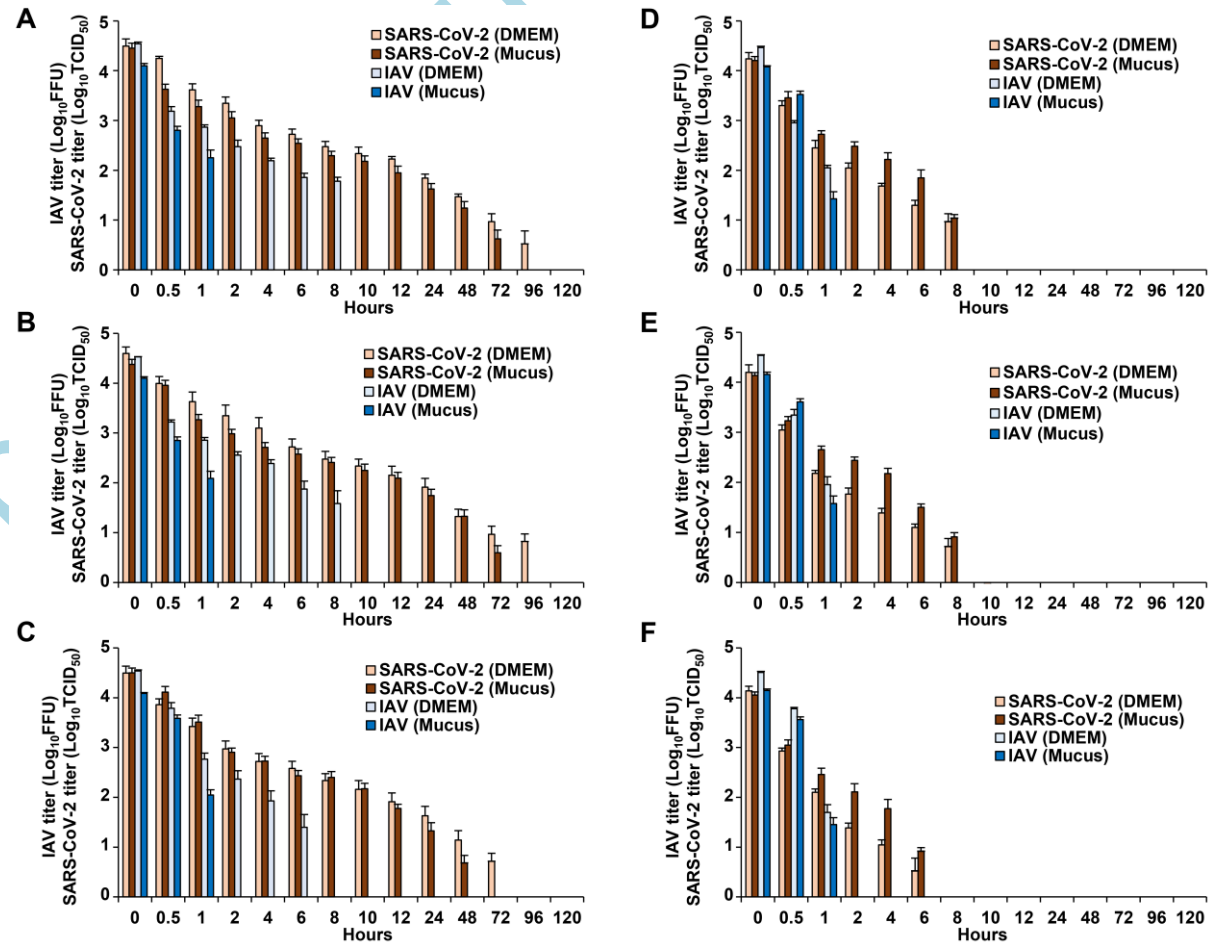 A
IAV titer (Log10FFU)
SARS-CoV-2 titer (Log10TCID50)
5
4
3
2
1
0
SARS-CoV-2 (DMEM)
SARS-CoV-2 (Mucus)
IAV (DMEM)
IAV (Mucus)
0 0.5 1 2 4 6 8 10 12 24 48 72 96 120
Hours
B
IAV titer (Log10FFU)
SARS-CoV-2 titer (Log10TCID50)
5
4
3
2
1
0
SARS-CoV-2 (DMEM)
SARS-CoV-2 (Mucus)
IAV (DMEM)
IAV (Mucus)
0 0.5 1 2 4 6 8 10 12 24 48 72 96 120
Hours
C
IAV titer (Log10FFU)
SARS-CoV-2 titer (Log10TCID50)
5
4
3
2
1
0
SARS-CoV-2 (DMEM)
SARS-CoV-2 (Mucus)
IAV (DMEM)
IAV (Mucus)
0 0.5 1 2 4 6 8 10 12 24 48 72 96 120
Hours
D
IAV titer (Log10FFU)
SARS-CoV-2 titer (Log10TCID50)
5
4
3
2
1
0
SARS-CoV-2 (DMEM)
SARS-CoV-2 (Mucus)
IAV (DMEM)
IAV (Mucus)
0 0.5 1 2 4 6 8 10 12 24 48 72 96 120
Hours
E
IAV titer (Log10FFU)
SARS-CoV-2 titer (Log10TCID50)
5
4
3
2
1
0
SARS-CoV-2 (DMEM)
SARS-CoV-2 (Mucus)
IAV (DMEM)
IAV (Mucus)
0 0.5 1 2 4 6 8 10 12 24 48 72 96 120
Hours
F
IAV titer (Log10FFU)
SARS-CoV-2 titer (Log10TCID50)
5
4
3
2
1
0
SARS-CoV-2 (DMEM)
SARS-CoV-2 (Mucus)
IAV (DMEM)
IAV (Mucus)
0 0.5 1 2 4 6 8 10 12 24 48 72 96 120
Hours